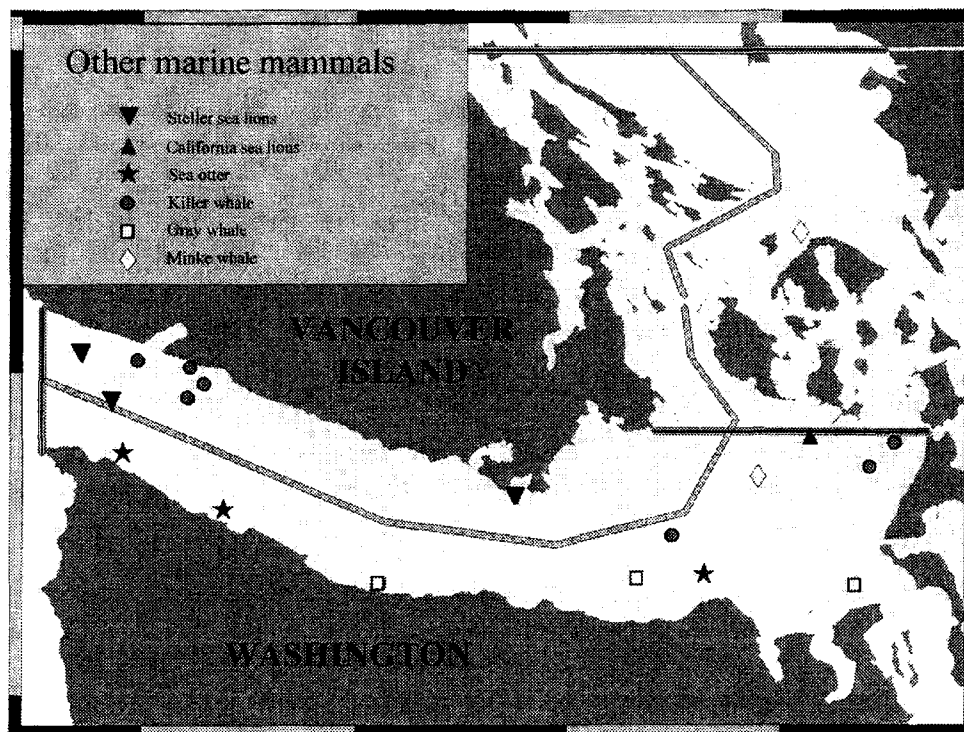 Other marine mammals
Steller sea lions
California sea lions
Sea otter
Killer whale
Gray whale
Minke whale
VANCOUVER
ISLAND
WASHINGTON